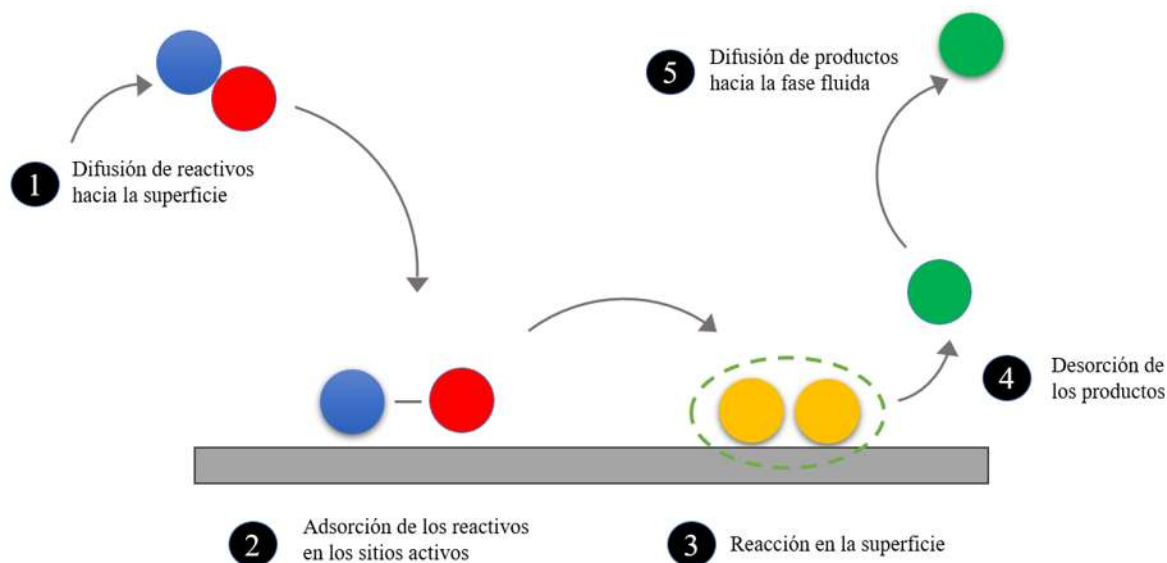 1
Difusión de reactivos
hacia la superficie
2
Adsorción de los reactivos
en los sitios activos
3
Reacción en la superficie
4
Desorción de
los productos
5
Difusión de productos
hacia la fase fluida